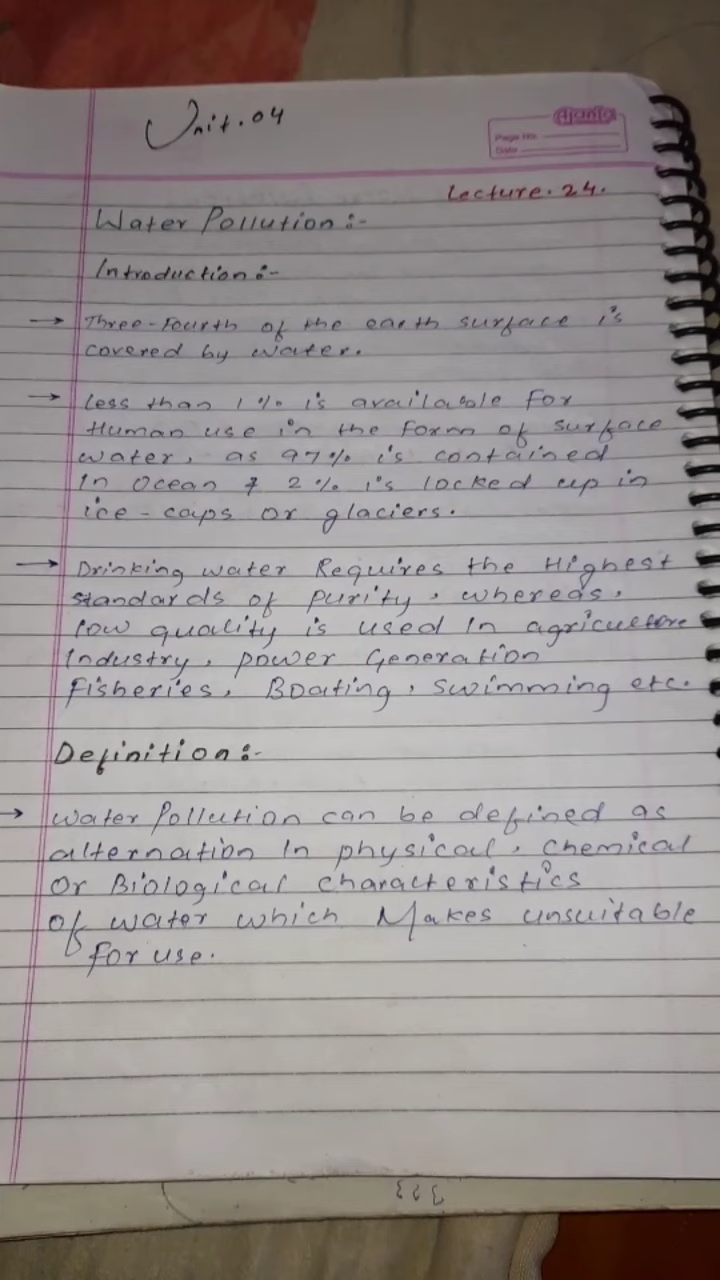 Unit.04
Ajanta
Page No.
Date
Lecture.24.
Water Pollution:-
Introduction:-
→ Three-Fourth of the earth surface is
covered by water.
→ Less than 1% is available For
Human use in the Form of surface
water, as 97% is contained
In Ocean & 2% is locked up in
ice-caps or glaciers.
→ Drinking water Requires the Highest
standards of purity, whereas,
low quality is used In agriculture
Industry, power Generation
Fisheries, Boating, swimming etc.
Definition:-
→ Water Pollution can be defined as
alternation In physical, chemical
Or Biological characteristics
Of water which Makes unsuitable
For use.
323